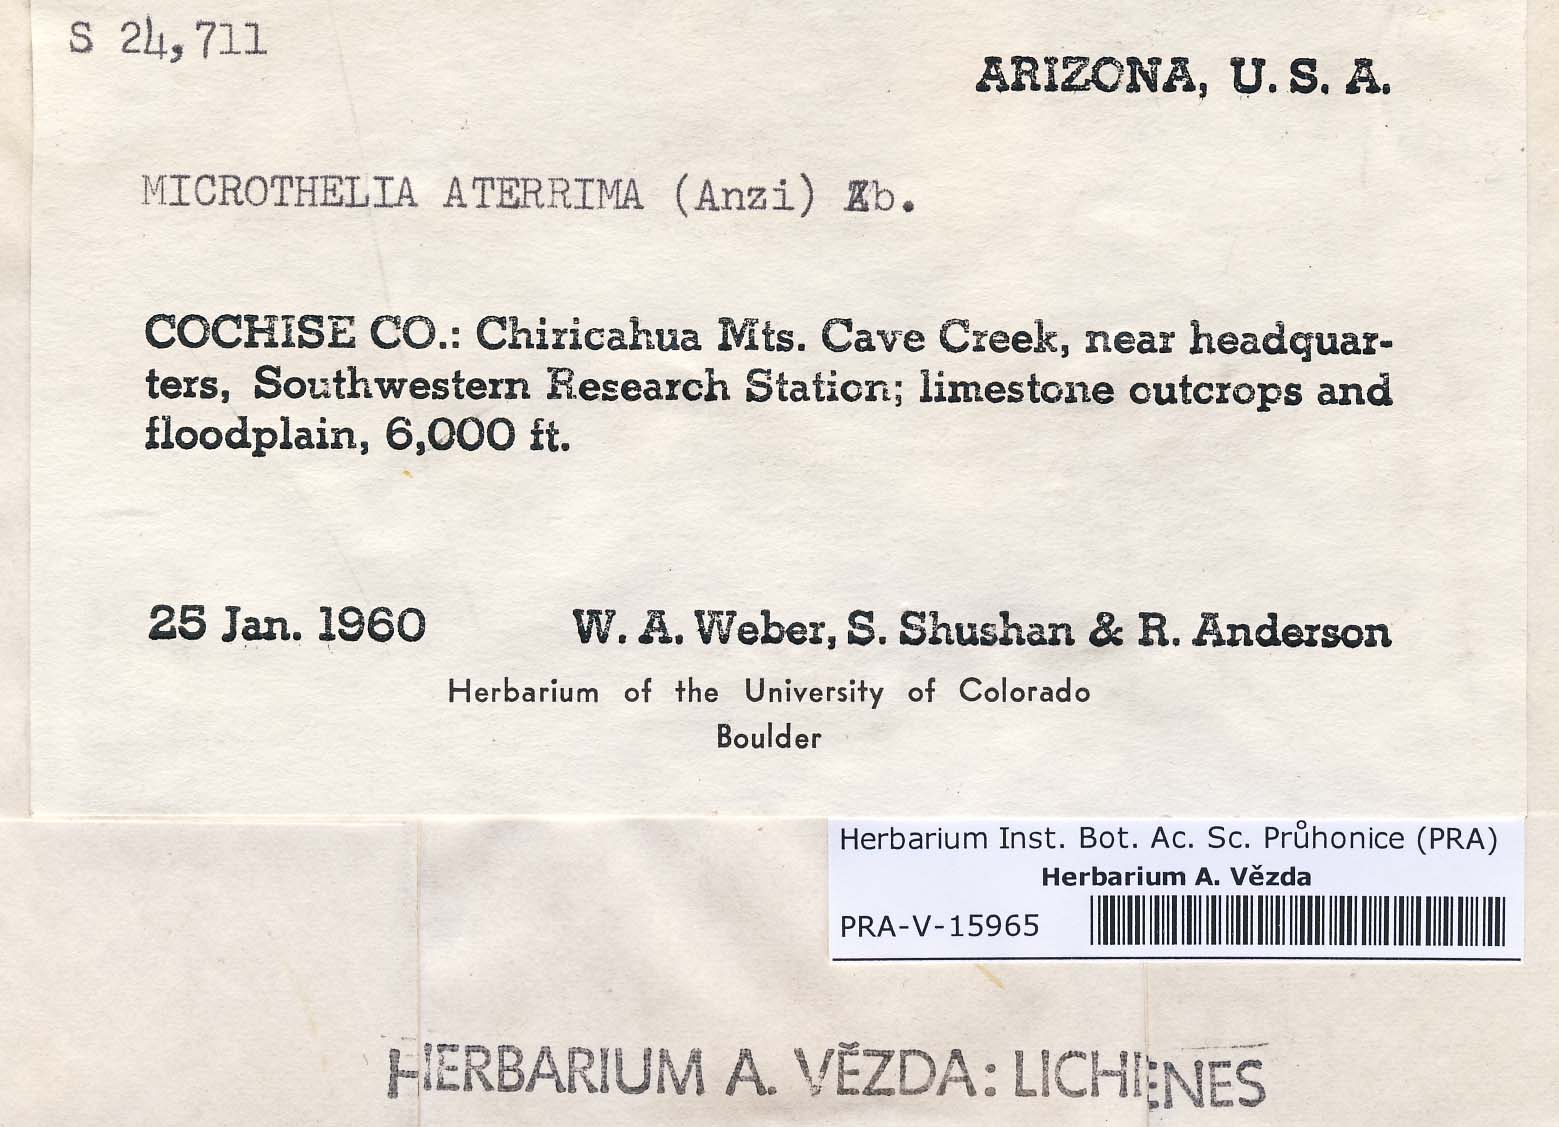 S 24,711
ARIZONA, U. S. A.
MICROTHELIA ATERRIMA (Anzi) Zb.
COCHISE CO.: Chiricahua Mts. Cave Creek, near headquar-
ters, Southwestern Research Station; limestone outcrops and
floodplain, 6,000 ft.
25 Jan. 1960 W. A. Weber, S. Shushan & R. Anderson
Herbarium of the University of Colorado
Boulder
Herbarium Inst. Bot. Ac. Sc. Průhonice (PRA)
Herbarium A. Vězda
PRA-V-15965
HERBARIUM A. VĚZDA: LICHENES